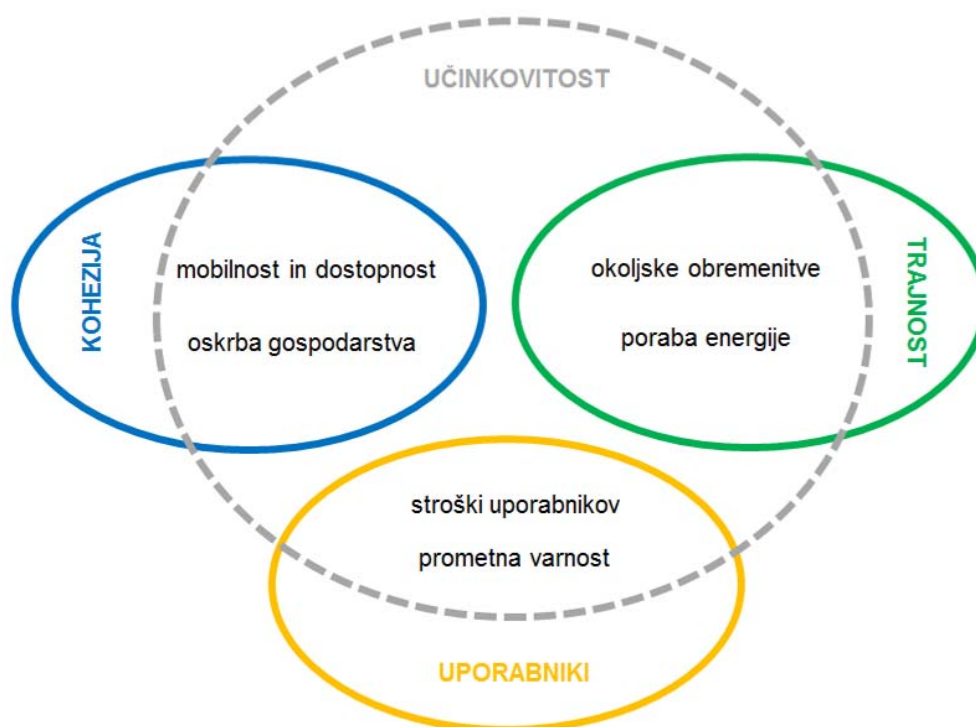 UČINKOVITOST
KOHEZIJA
mobilnost in dostopnost
oskrba gospodarstva
okoljske obremenitve
poraba energije
TRAJNOST
stroški uporabnikov
prometna varnost
UPORABNIKI